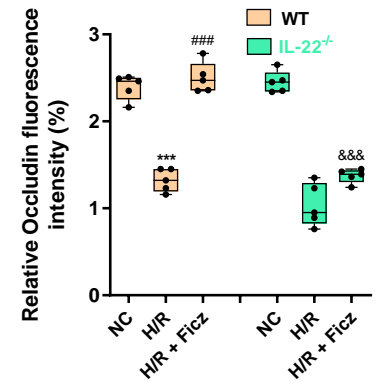 WT
IL-22-/-
Relative Occludin fluorescence
intensity (%)
3
2
1
0
###
***
&&&
NC
H/R
H/R + Ficz
NC
H/R
H/R + Ficz